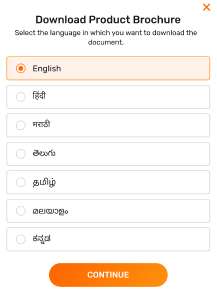 Download Product Brochure
Select the language in which you want to download the
document.
English
हिंदी
मराठी
తెలుగు
தமிழ்
മലയാളം
ಕನ್ನಡ
CONTINUE